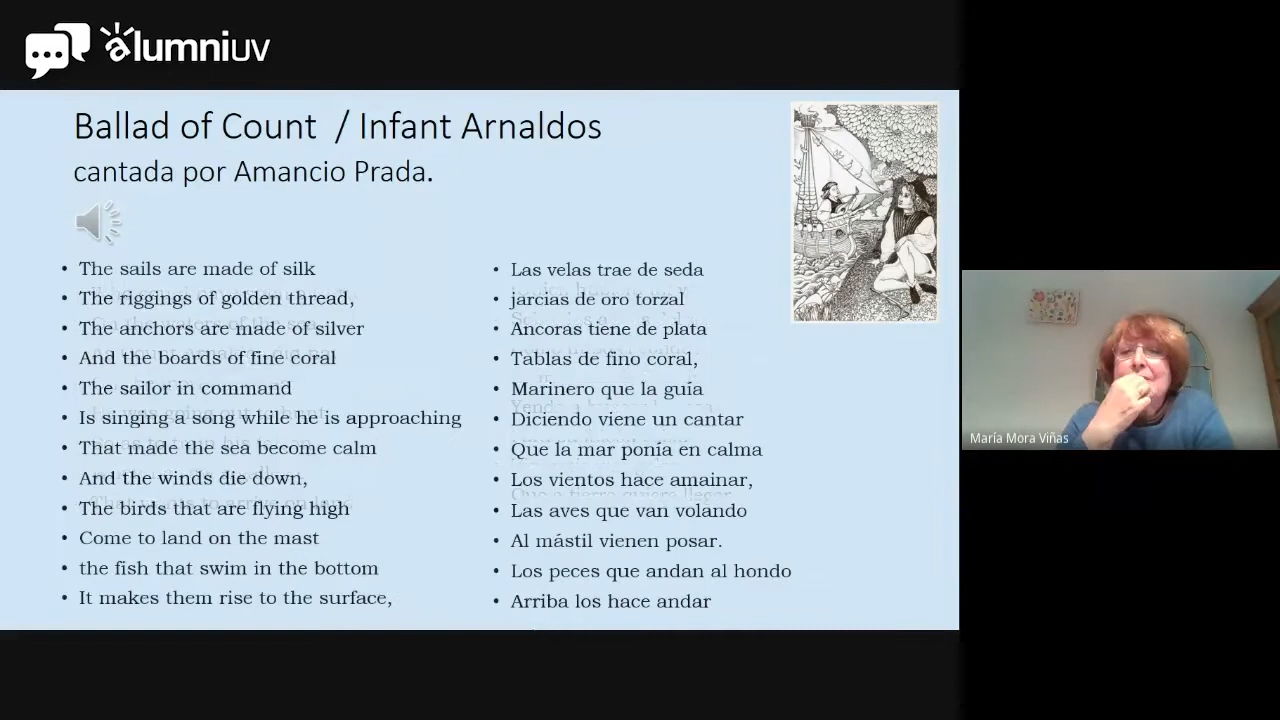 alumniuv
Ballad of Count / Infant Arnaldos
cantada por Amancio Prada.
• The sails are made of silk
• The riggings of golden thread,
• The anchors are made of silver
• And the boards of fine coral
• The sailor in command
• Is singing a song while he is approaching
• That made the sea become calm
• And the winds die down,
• The birds that are flying high
• Come to land on the mast
• the fish that swim in the bottom
• It makes them rise to the surface,
• Las velas trae de seda
• jarcias de oro torzal
• Ancoras tiene de plata
• Tablas de fino coral,
• Marinero que la guía
• Diciendo viene un cantar
• Que la mar ponía en calma
• Los vientos hace amainar,
• Las aves que van volando
• Al mástil vienen posar.
• Los peces que andan al hondo
• Arriba los hace andar
María Mora Viñas